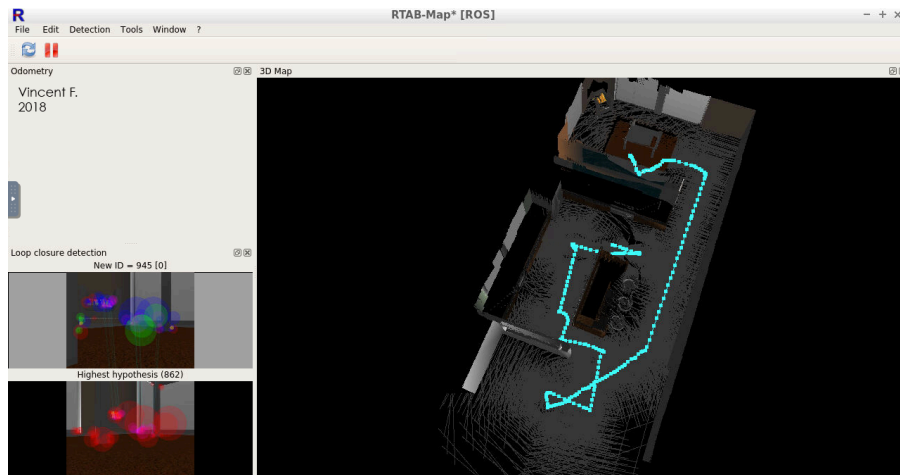 RTAB-Map* [ROS]
File Edit Detection Tools Window ?
Odometry
3D Map
Vincent F.
2018
Loop closure detection
New ID = 945 [0]
Highest hypothesis (862)